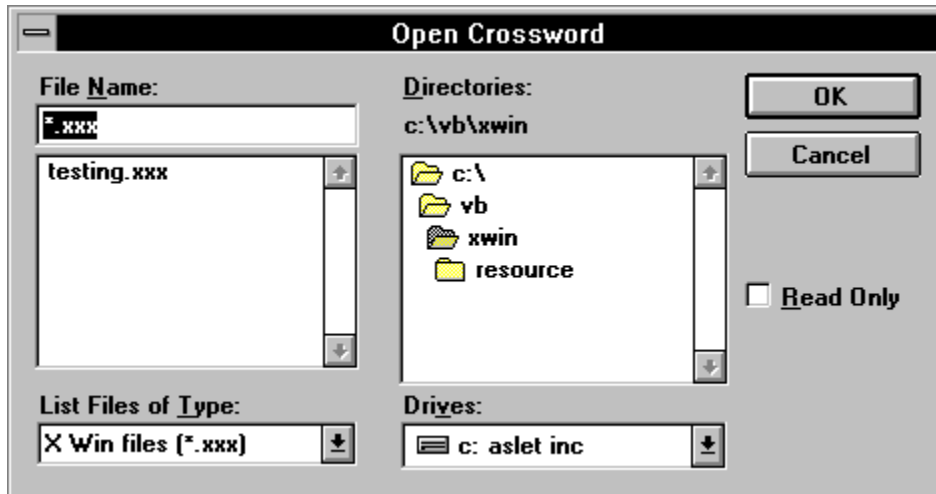 Open Crossword
File Name:
*.xxx
testing.xxx
List Files of Type:
X Win files (*.xxx)
Directories:
c:\vb\xwin
c:\
vb
xwin
resource
Drives:
c: aslet inc
OK
Cancel
Read Only